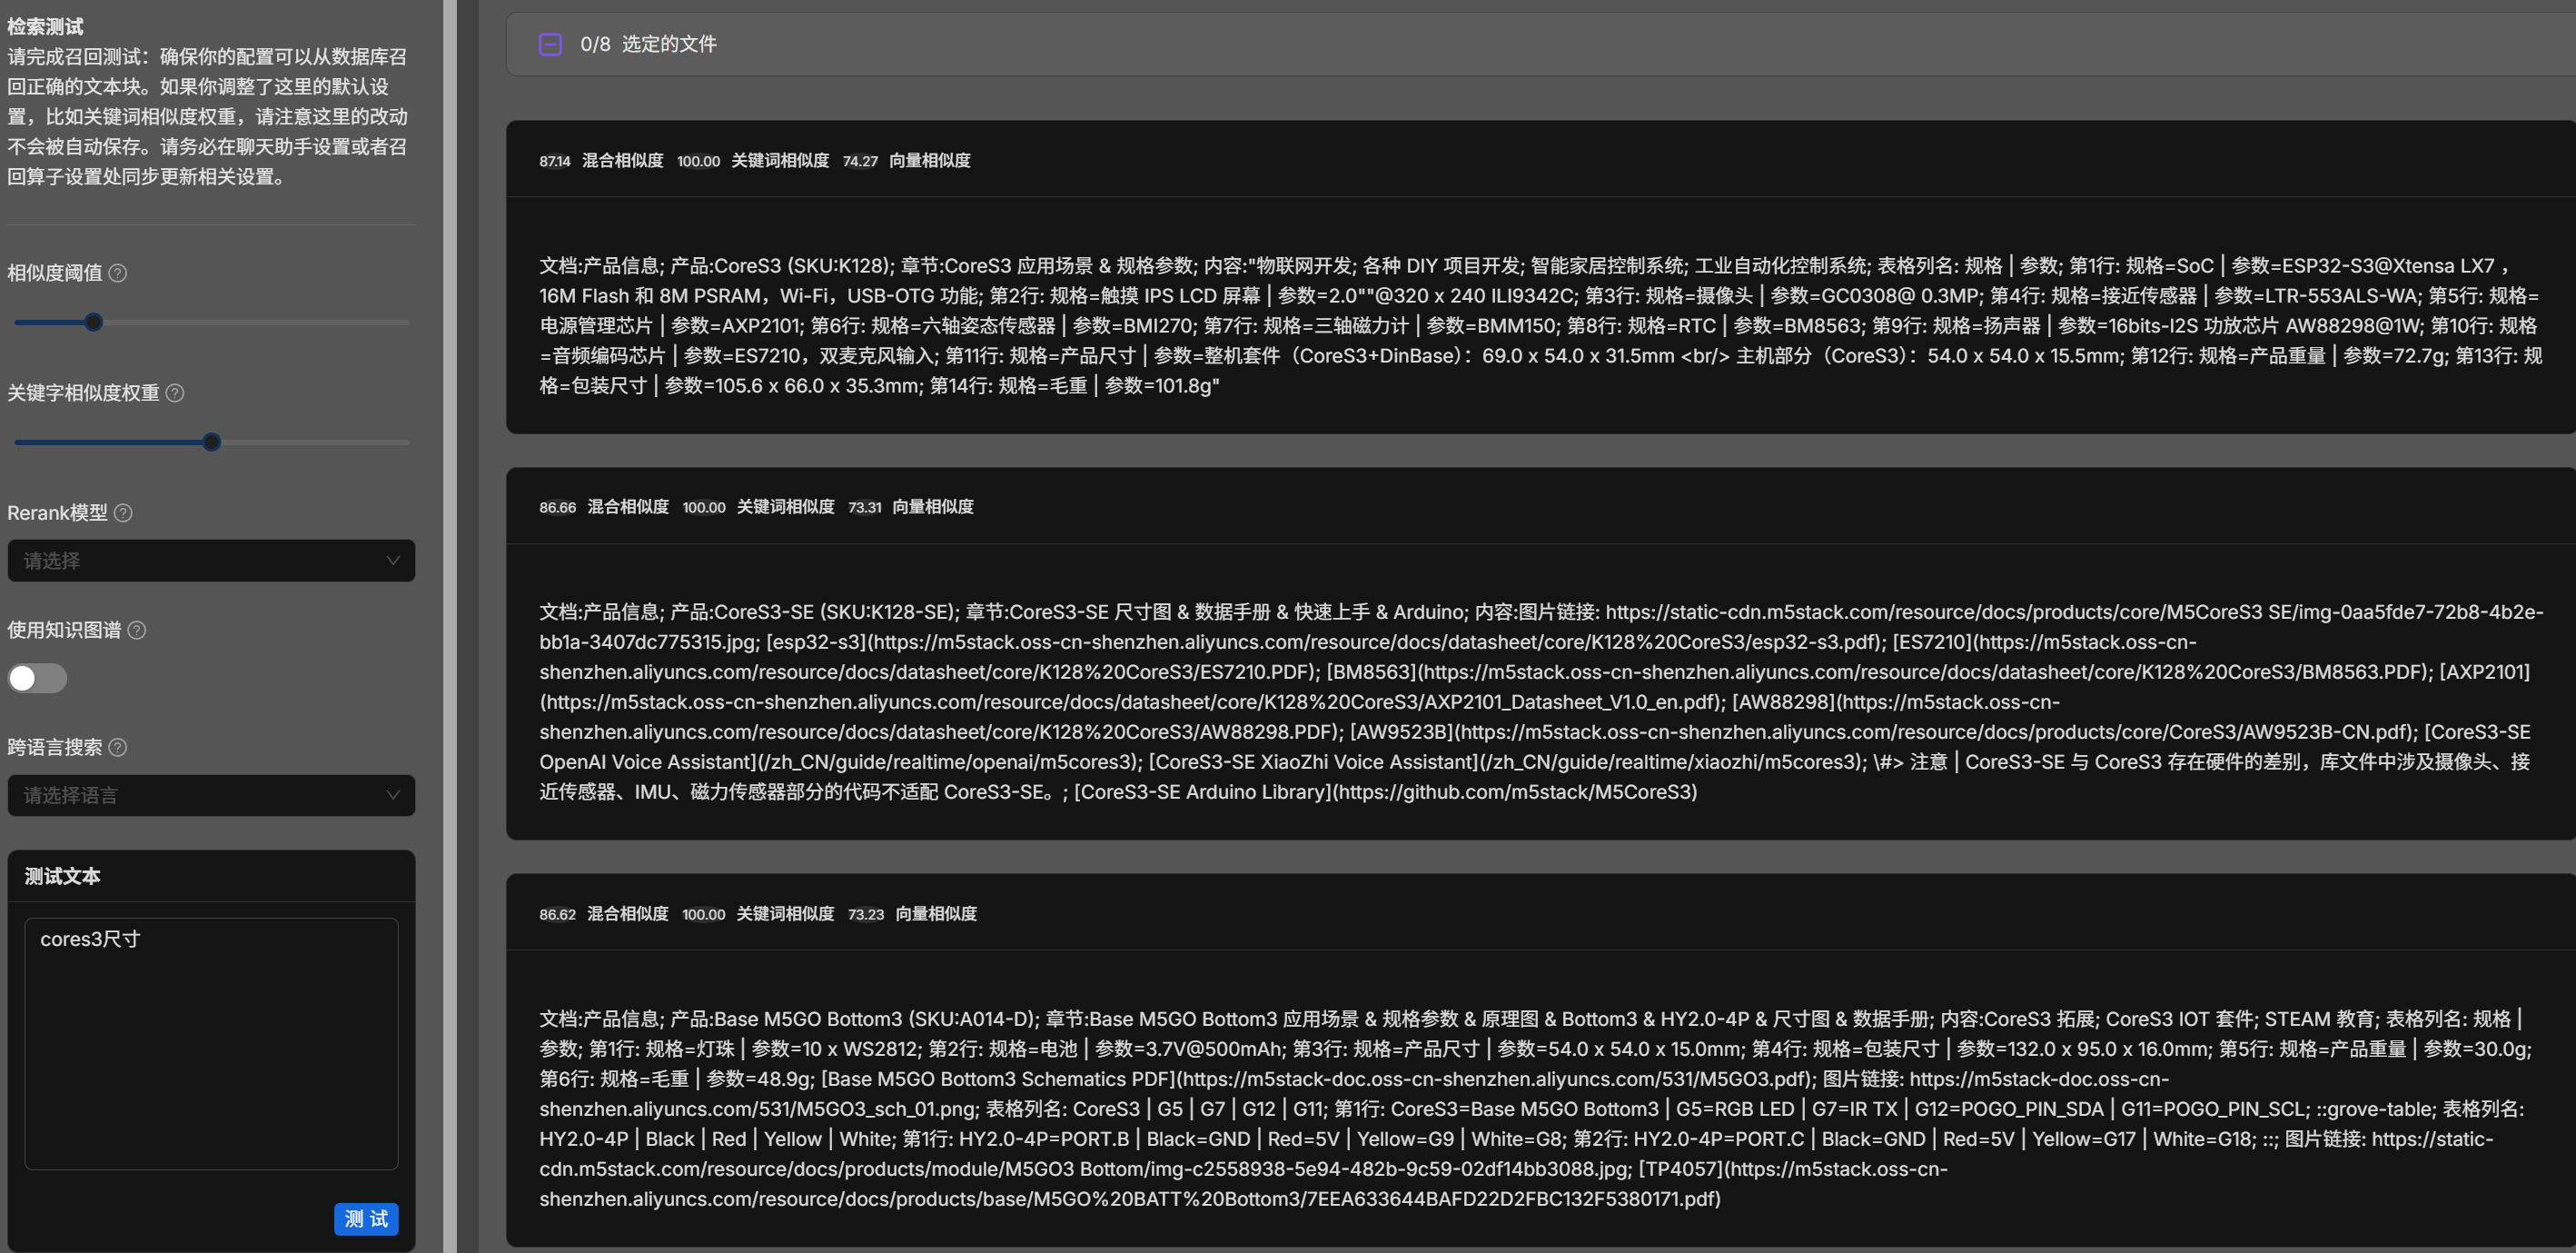 检索测试
请完成召回测试：确保你的配置可以从数据库召
回正确的文本块。如果你调整了这里的默认设
置，比如关键词相似度权重，请注意这里的改动
不会被自动保存。请务必在聊天助手设置或者召
回算子设置处同步更新相关设置。
相似度阈值
关键字相似度权重
Rerank模型
请选择
使用知识图谱
跨语言搜索
请选择语言
测试文本
cores3尺寸
测 试
0/8 选定的文件
87.14 混合相似度 100.00 关键词相似度 74.27 向量相似度
文档:产品信息; 产品:CoreS3 (SKU:K128); 章节:CoreS3 应用场景 & 规格参数; 内容:"物联网开发; 各种 DIY 项目开发; 智能家居控制系统; 工业自动化控制系统; 表格列名: 规格 | 参数; 第1行: 规格=SoC | 参数=ESP32-S3@Xtensa LX7 ，
16M Flash 和 8M PSRAM，Wi-Fi，USB-OTG 功能; 第2行: 规格=触摸 IPS LCD 屏幕 | 参数=2.0""@320 x 240 ILI9342C; 第3行: 规格=摄像头 | 参数=GC0308@ 0.3MP; 第4行: 规格=接近传感器 | 参数=LTR-553ALS-WA; 第5行: 规格=
电源管理芯片 | 参数=AXP2101; 第6行: 规格=六轴姿态传感器 | 参数=BMI270; 第7行: 规格=三轴磁力计 | 参数=BMM150; 第8行: 规格=RTC | 参数=BM8563; 第9行: 规格=扬声器 | 参数=16bits-I2S 功放芯片 AW88298@1W; 第10行: 规格
=音频编码芯片 | 参数=ES7210，双麦克风输入; 第11行: 规格=产品尺寸 | 参数=整机套件（CoreS3+DinBase）：69.0 x 54.0 x 31.5mm <br/> 主机部分（CoreS3）：54.0 x 54.0 x 15.5mm; 第12行: 规格=产品重量 | 参数=72.7g; 第13行: 规
格=包装尺寸 | 参数=105.6 x 66.0 x 35.3mm; 第14行: 规格=毛重 | 参数=101.8g"
86.66 混合相似度 100.00 关键词相似度 73.31 向量相似度
文档:产品信息; 产品:CoreS3-SE (SKU:K128-SE); 章节:CoreS3-SE 尺寸图 & 数据手册 & 快速上手 & Arduino; 内容:图片链接: https://static-cdn.m5stack.com/resource/docs/products/core/M5CoreS3 SE/img-0aa5fde7-72b8-4b2e-
bb1a-3407dc775315.jpg; [esp32-s3](https://m5stack.oss-cn-shenzhen.aliyuncs.com/resource/docs/datasheet/core/K128%20CoreS3/esp32-s3.pdf); [ES7210](https://m5stack.oss-cn-
shenzhen.aliyuncs.com/resource/docs/datasheet/core/K128%20CoreS3/ES7210.PDF); [BM8563](https://m5stack.oss-cn-shenzhen.aliyuncs.com/resource/docs/datasheet/core/K128%20CoreS3/BM8563.PDF); [AXP2101]
(https://m5stack.oss-cn-shenzhen.aliyuncs.com/resource/docs/datasheet/core/K128%20CoreS3/AXP2101_Datasheet_V1.0_en.pdf); [AW88298](https://m5stack.oss-cn-
shenzhen.aliyuncs.com/resource/docs/datasheet/core/K128%20CoreS3/AW88298.PDF); [AW9523B](https://m5stack.oss-cn-shenzhen.aliyuncs.com/resource/docs/products/core/CoreS3/AW9523B-CN.pdf); [CoreS3-SE
OpenAI Voice Assistant](/zh_CN/guide/realtime/openai/m5cores3); [CoreS3-SE XiaoZhi Voice Assistant](/zh_CN/guide/realtime/xiaozhi/m5cores3); \#> 注意 | CoreS3-SE 与 CoreS3 存在硬件的差别，库文件中涉及摄像头、接
近传感器、IMU、磁力传感器部分的代码不适配 CoreS3-SE。; [CoreS3-SE Arduino Library](https://github.com/m5stack/M5CoreS3)
86.62 混合相似度 100.00 关键词相似度 73.23 向量相似度
文档:产品信息; 产品:Base M5GO Bottom3 (SKU:A014-D); 章节:Base M5GO Bottom3 应用场景 & 规格参数 & 原理图 & Bottom3 & HY2.0-4P & 尺寸图 & 数据手册; 内容:CoreS3 拓展; CoreS3 IOT 套件; STEAM 教育; 表格列名: 规格 |
参数; 第1行: 规格=灯珠 | 参数=10 x WS2812; 第2行: 规格=电池 | 参数=3.7V@500mAh; 第3行: 规格=产品尺寸 | 参数=54.0 x 54.0 x 15.0mm; 第4行: 规格=包装尺寸 | 参数=132.0 x 95.0 x 16.0mm; 第5行: 规格=产品重量 | 参数=30.0g;
第6行: 规格=毛重 | 参数=48.9g; [Base M5GO Bottom3 Schematics PDF](https://m5stack-doc.oss-cn-shenzhen.aliyuncs.com/531/M5GO3.pdf); 图片链接: https://m5stack-doc.oss-cn-
shenzhen.aliyuncs.com/531/M5GO3_sch_01.png; 表格列名: CoreS3 | G5 | G7 | G12 | G11; 第1行: CoreS3=Base M5GO Bottom3 | G5=RGB LED | G7=IR TX | G12=POGO_PIN_SDA | G11=POGO_PIN_SCL; ::grove-table; 表格列名:
HY2.0-4P | Black | Red | Yellow | White; 第1行: HY2.0-4P=PORT.B | Black=GND | Red=5V | Yellow=G9 | White=G8; 第2行: HY2.0-4P=PORT.C | Black=GND | Red=5V | Yellow=G17 | White=G18; ::; 图片链接: https://static-
cdn.m5stack.com/resource/docs/products/module/M5GO3 Bottom/img-c2558938-5e94-482b-9c59-02df14bb3088.jpg; [TP4057](https://m5stack.oss-cn-
shenzhen.aliyuncs.com/resource/docs/products/base/M5GO%20BATT%20Bottom3/7EEA633644BAFD22D2FBC132F5380171.pdf)